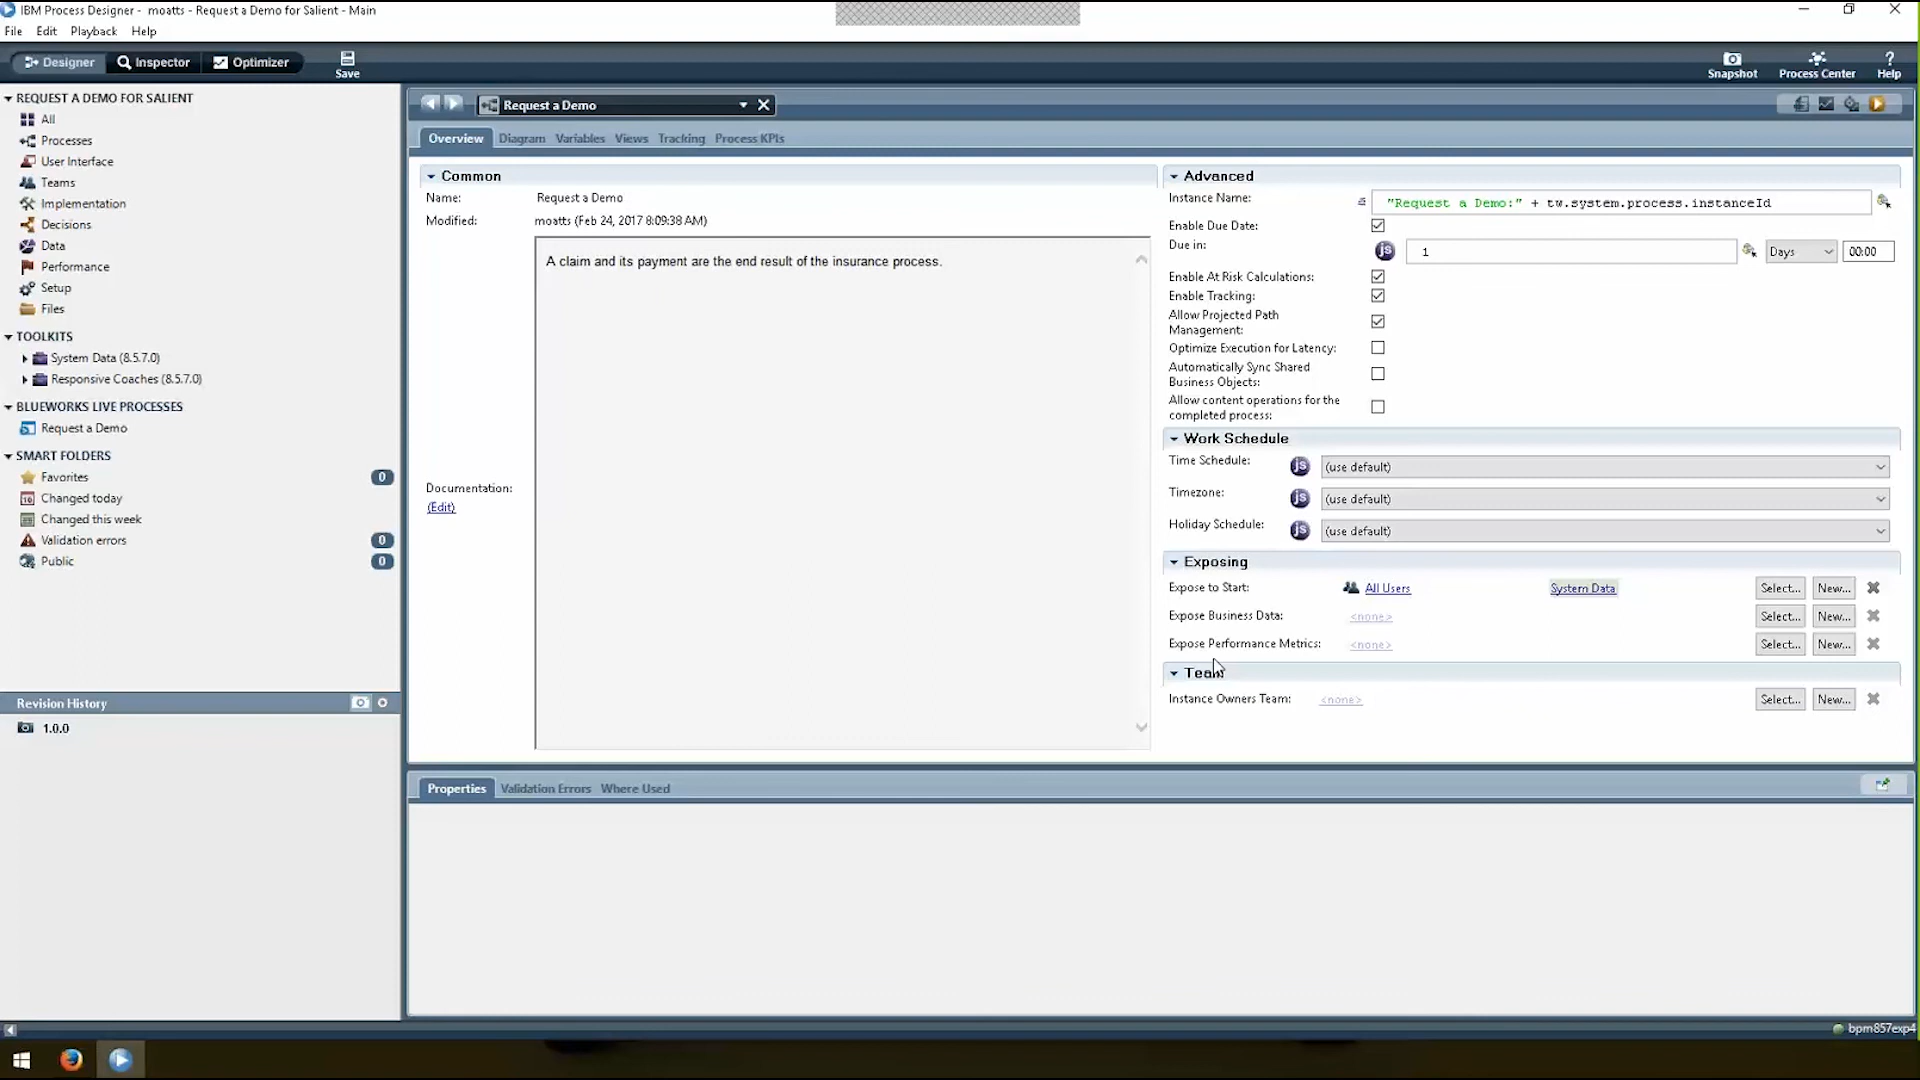 IBM Process Designer - moatts - Request a Demo for Salient - Main
File Edit Playback Help
Designer Inspector Optimizer Save Snapshot Process Center Help
REQUEST A DEMO FOR SALIENT
All
Processes
User Interface
Teams
Implementation
Decisions
Data
Performance
Setup
Files
TOOLKITS
System Data (8.5.7.0)
Responsive Coaches (8.5.7.0)
BLUEWORKS LIVE PROCESSES
Request a Demo
SMART FOLDERS
Favorites 0
Changed today
Changed this week
Validation errors 0
Public 0
Revision History
1.0.0
Request a Demo
Overview Diagram Variables Views Tracking Process KPIs
Common
Name: Request a Demo
Modified: moatts (Feb 24, 2017 8:09:38 AM)
A claim and its payment are the end result of the insurance process.
Documentation:
(Edit)
Advanced
Instance Name: "Request a Demo:" + tw.system.process.instanceId
Enable Due Date:
Due in: js 1 Days 00:00
Enable At Risk Calculations:
Enable Tracking:
Allow Projected Path
Management:
Optimize Execution for Latency:
Automatically Sync Shared
Business Objects:
Allow content operations for the
completed process:
Work Schedule
Time Schedule: js (use default)
Timezone: js (use default)
Holiday Schedule: js (use default)
Exposing
Expose to Start: All Users System Data Select... New...
Expose Business Data: <none> Select... New...
Expose Performance Metrics: <none> Select... New...
Team
Instance Owners Team: <none> Select... New...
Properties Validation Errors Where Used
bpm857exp4